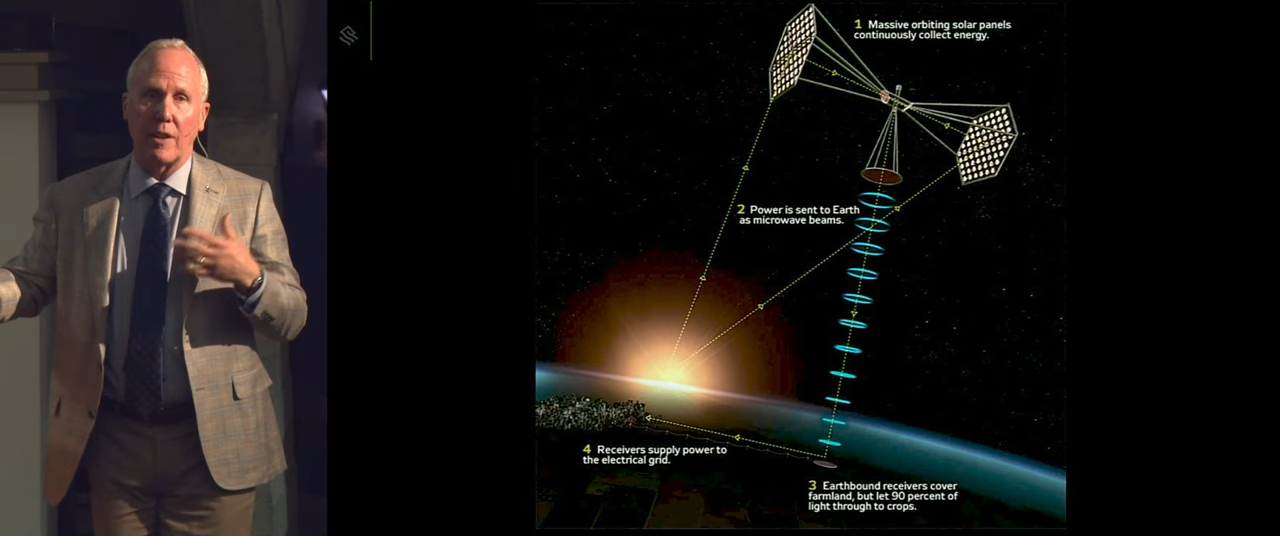 1 Massive orbiting solar panels
continuously collect energy.
2 Power is sent to Earth
as microwave beams.
4 Receivers supply power to
the electrical grid.
3 Earthbound receivers cover
farmland, but let 90 percent of
light through to crops.